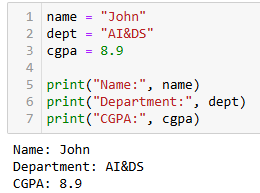 1 name = "John"
2 dept = "AI&DS"
3 cgpa = 8.9
4
5 print("Name:", name)
6 print("Department:", dept)
7 print("CGPA:", cgpa)
Name: John
Department: AI&DS
CGPA: 8.9